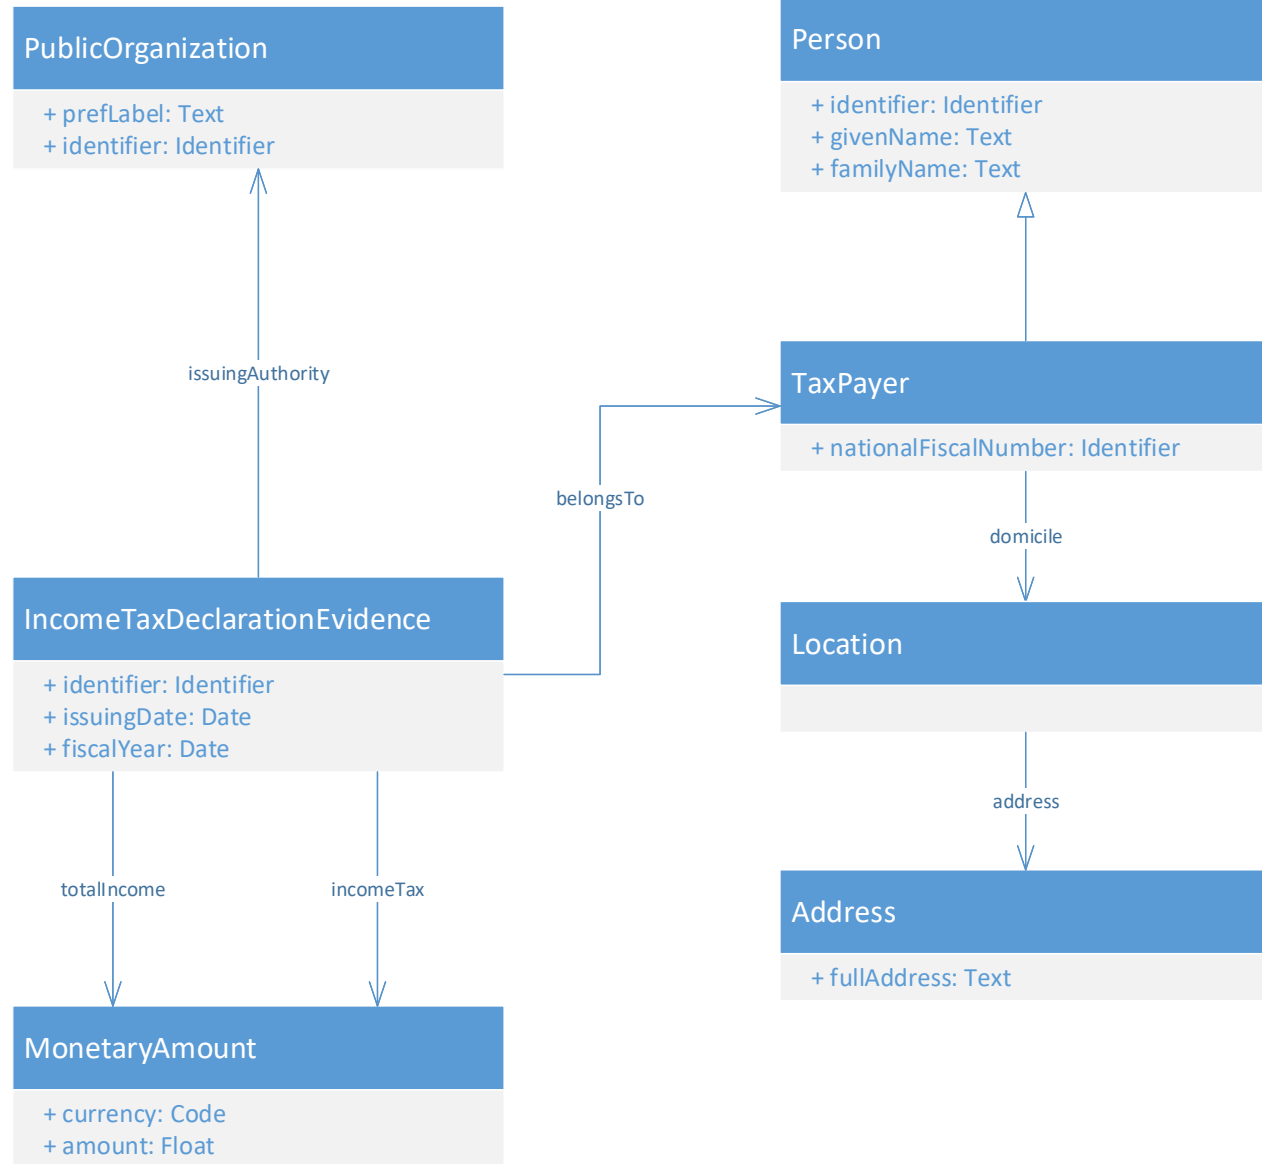 PublicOrganization
+ prefLabel: Text
+ identifier: Identifier
Person
+ identifier: Identifier
+ givenName: Text
+ familyName: Text
issuingAuthority
TaxPayer
+ nationalFiscalNumber: Identifier
belongsTo
domicile
IncomeTaxDeclarationEvidence
+ identifier: Identifier
+ issuingDate: Date
+ fiscalYear: Date
Location
address
totalIncome
incomeTax
Address
+ fullAddress: Text
MonetaryAmount
+ currency: Code
+ amount: Float